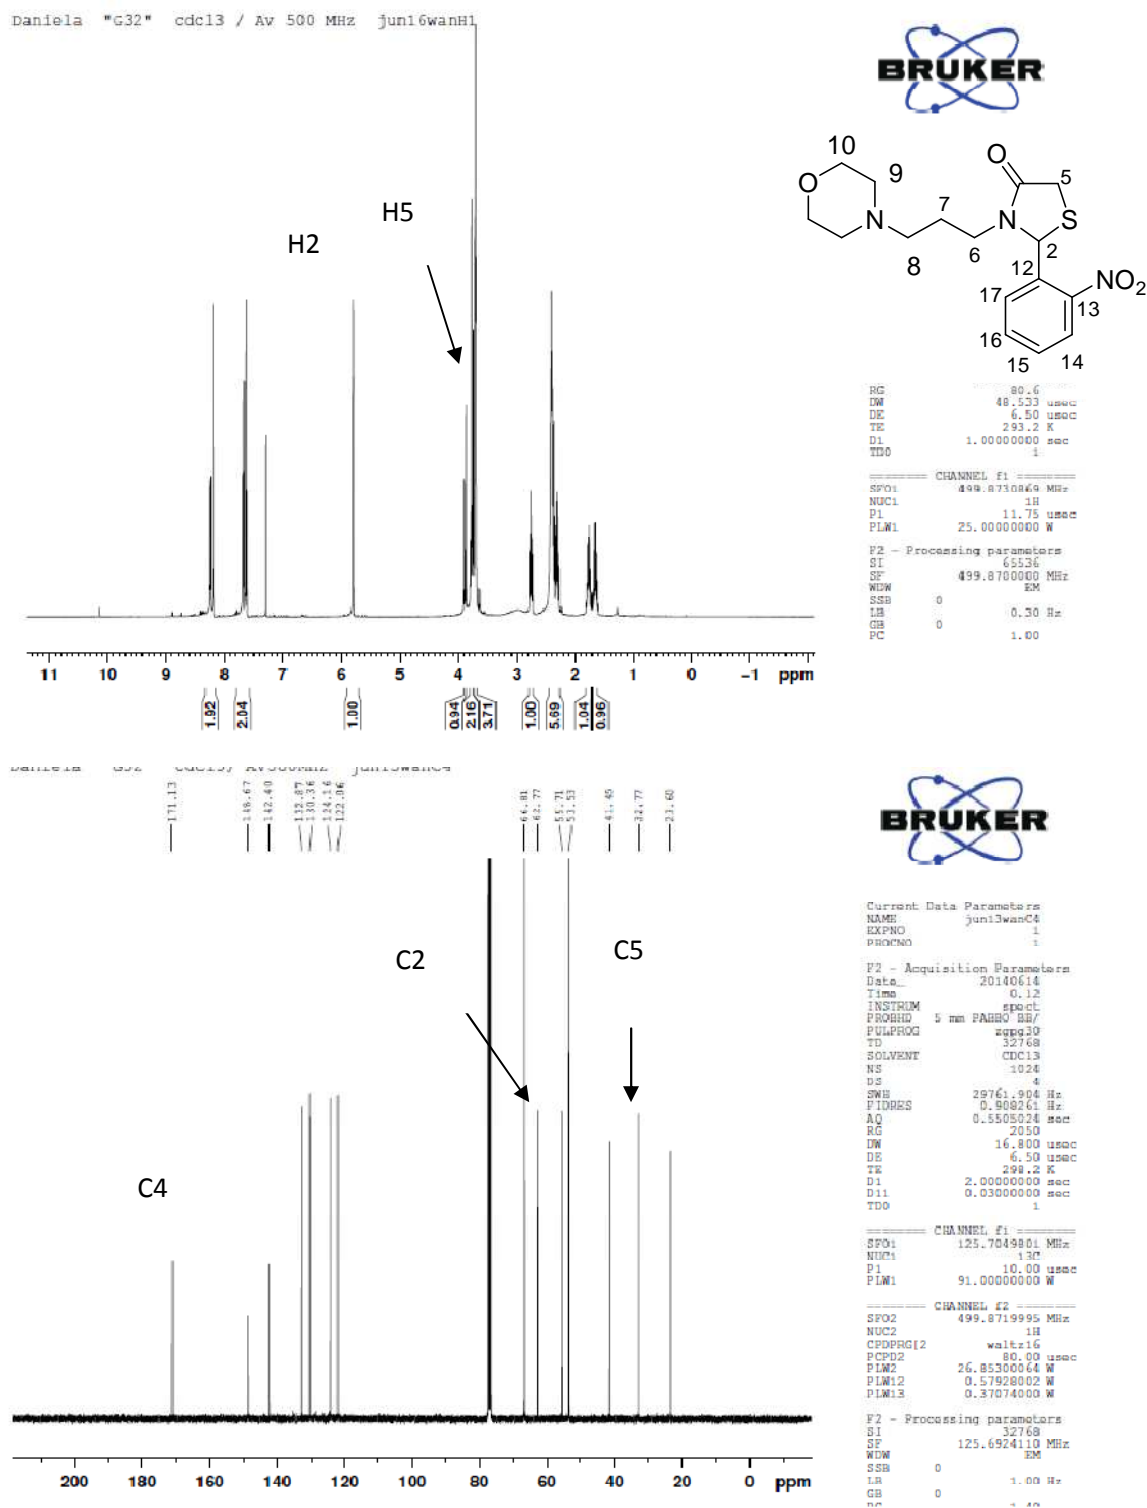 Daniela "G32" cdcl3 / Av 500 MHz jun16wanH1
BRUKER
H5
H2
10
O
9
N
8
7
6
O
N
5
S
2
12
17
13
NO2
16
15
14
RG 80.6
DW 48.533 usec
DE 6.50 usec
TE 293.2 K
D1 1.00000000 sec
TD0 1
======== CHANNEL f1 ========
SFO1 499.8730869 MHz
NUC1 1H
P1 11.75 usec
PLW1 25.00000000 W
F2 - Processing parameters
SI 65536
SF 499.8700000 MHz
WDW EM
SSB 0
LB 0.30 Hz
GB 0
PC 1.00
11 10 9 8 7 6 5 4 3 2 1 0 -1 ppm
1.92 2.04 1.00 0.94 2.16 3.71 1.00 5.69 1.04 0.96
171.13 148.67 142.40 132.87 130.36 124.16 122.06 66.81 62.77 55.71 53.53 41.45 32.77 23.60
BRUKER
C2
C5
C4
Current Data Parameters
NAME jun13wanC4
EXPNO 1
PROCNO 1
F2 - Acquisition Parameters
Date_ 20140614
Time 0.12
INSTRUM spect
PROBHD 5 mm PABBO BB/
PULPROG zgpg30
TD 32768
SOLVENT CDCl3
NS 1024
DS 4
SWH 29761.904 Hz
FIDRES 0.908261 Hz
AQ 0.5505024 sec
RG 2050
DW 16.800 usec
DE 6.50 usec
TE 298.2 K
D1 2.00000000 sec
D11 0.03000000 sec
TD0 1
======== CHANNEL f1 ========
SFO1 125.7049801 MHz
NUC1 13C
P1 10.00 usec
PLW1 91.00000000 W
======== CHANNEL f2 ========
SFO2 499.8719995 MHz
NUC2 1H
CPDPRG[2 waltz16
PCPD2 80.00 usec
PLW2 26.85300064 W
PLW12 0.57928002 W
PLW13 0.37074000 W
F2 - Processing parameters
SI 32768
SF 125.6924110 MHz
WDW EM
SSB 0
LB 1.00 Hz
GB 0
200 180 160 140 120 100 80 60 40 20 0 ppm